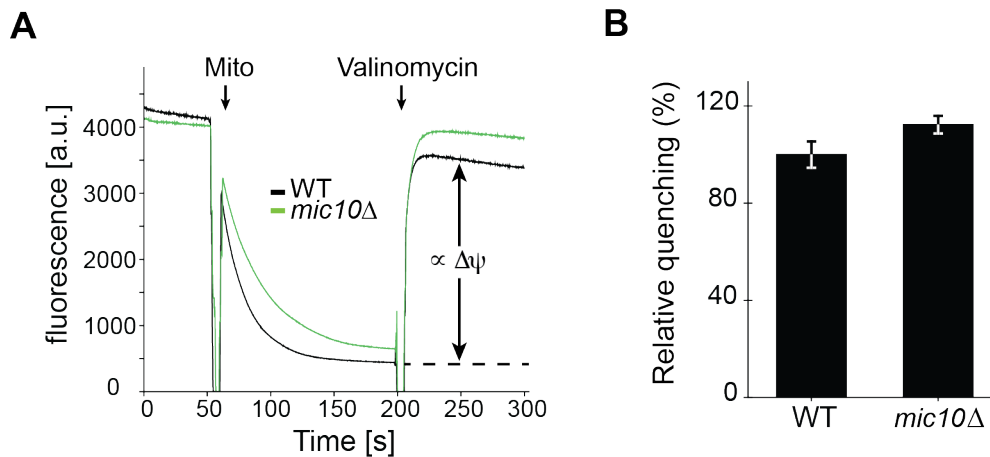 A
Mito
Valinomycin
fluorescence [a.u.]
4000
3000
2000
1000
0
WT
mic10Δ
∝ Δψ
0
50
100
150
200
250
300
Time [s]
B
Relative quenching (%)
120
80
40
0
WT
mic10Δ